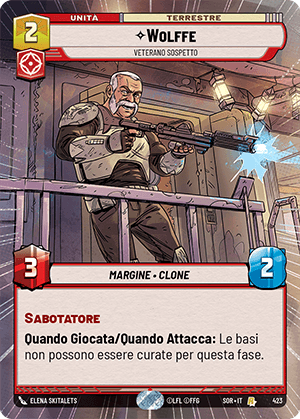 UNITÀ TERRESTRE
2
Wolffe
VETERANO SOSPETTO
3
MARGINE • CLONE
2
SABOTATORE
Quando Giocata/Quando Attacca: Le basi
non possono essere curate per questa fase.
ELENA SKITALETS ©LFL ©FFG SOR•IT R 423